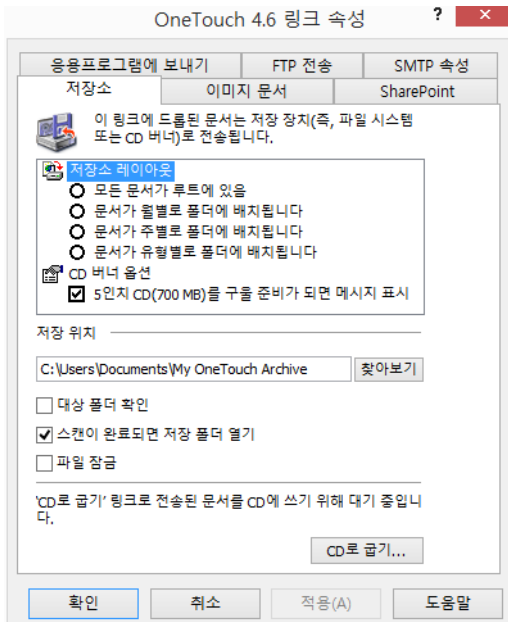 OneTouch 4.6 링크 속성
? ×
응용프로그램에 보내기 FTP 전송 SMTP 속성
저장소 이미지 문서 SharePoint
이 링크에 드롭된 문서는 저장 장치(즉, 파일 시스템
또는 CD 버너)로 전송됩니다.
저장소 레이아웃
모든 문서가 루트에 있음
문서가 월별로 폴더에 배치됩니다
문서가 주별로 폴더에 배치됩니다
문서가 유형별로 폴더에 배치됩니다
CD 버너 옵션
5인치 CD(700 MB)를 구울 준비가 되면 메시지 표시
저장 위치
C:\Users\Documents\My OneTouch Archive 찾아보기
대상 폴더 확인
스캔이 완료되면 저장 폴더 열기
파일 잠금
'CD로 굽기' 링크로 전송된 문서를 CD에 쓰기 위해 대기 중입니
다.
CD로 굽기...
확인 취소 적용(A) 도움말